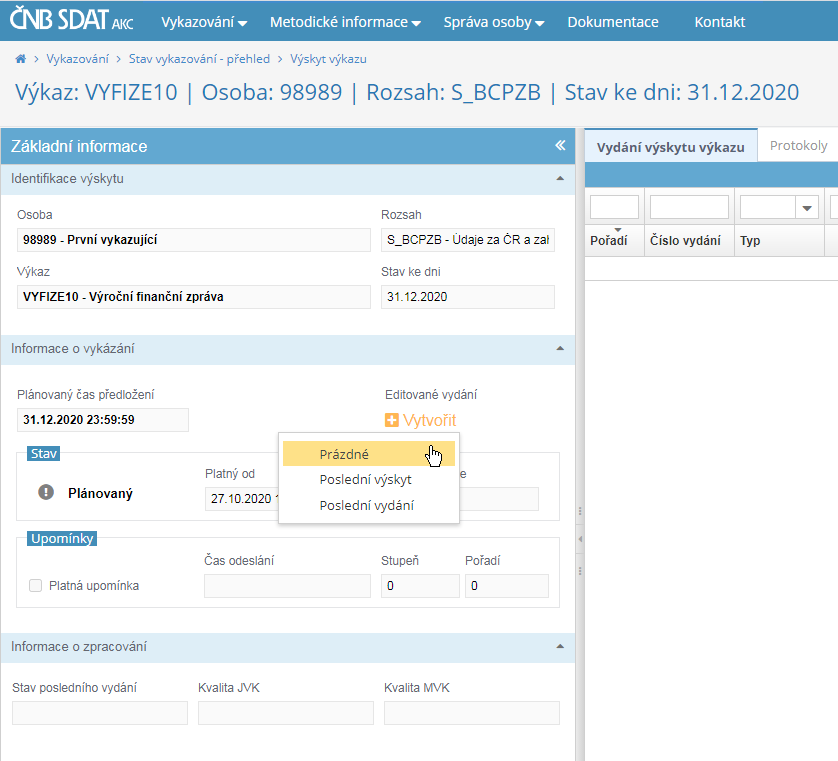 ČNB SDAT AKC Vykazování Metodické informace Správa osoby Dokumentace Kontakt
Vykazování > Stav vykazování - přehled > Výskyt výkazu
Výkaz: VYFIZE10 | Osoba: 98989 | Rozsah: S_BCPZB | Stav ke dni: 31.12.2020
Základní informace
Identifikace výskytu
Osoba Rozsah
98989 - První vykazující S_BCPZB - Údaje za ČR a zah
Výkaz Stav ke dni
VYFIZE10 - Výroční finanční zpráva 31.12.2020
Informace o vykázání
Plánovaný čas předložení Editované vydání
31.12.2020 23:59:59 Vytvořit
Prázdné
Poslední výskyt
Poslední vydání
Stav
Platný od
Plánovaný 27.10.2020
Upomínky
Čas odeslání Stupeň Pořadí
Platná upomínka 0 0
Informace o zpracování
Stav posledního vydání Kvalita JVK Kvalita MVK
Vydání výskytu výkazu Protokoly
Pořadí Číslo vydání Typ